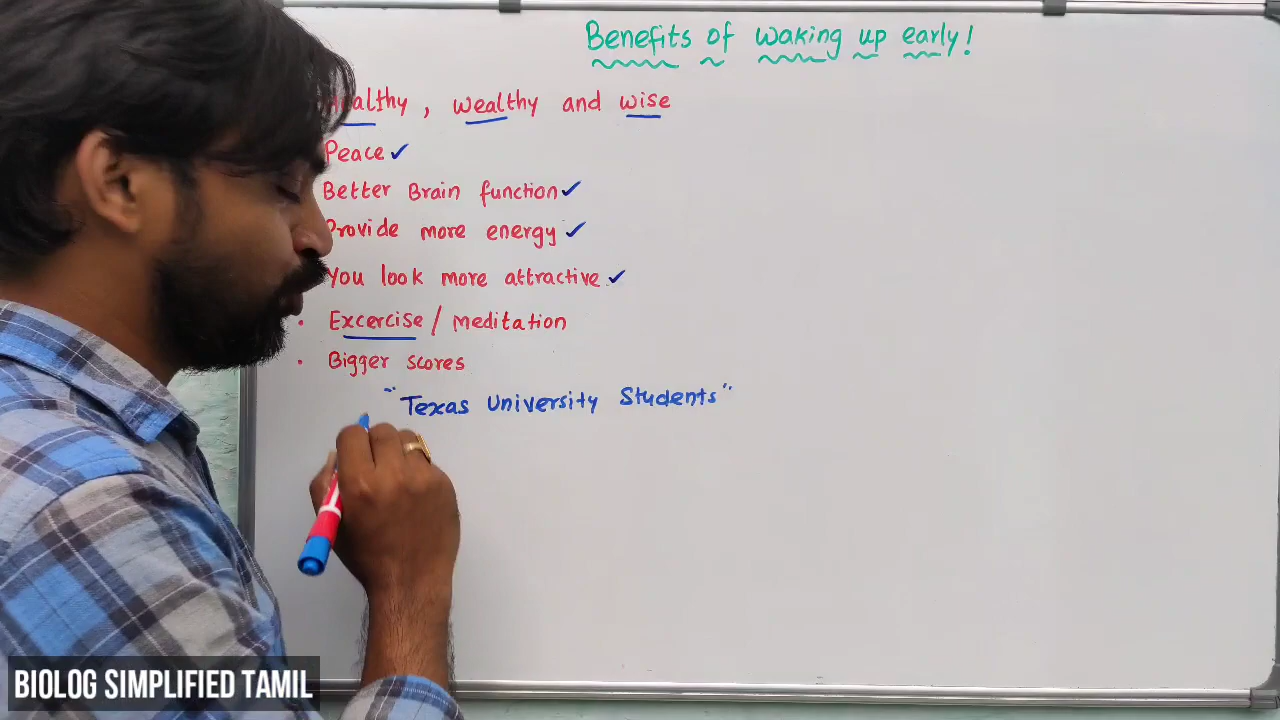 Benefits of waking up early!
Healthy, wealthy and wise
Peace ✓
Better Brain function ✓
Provide more energy ✓
You look more attractive ✓
• Excercise / meditation
• Bigger scores
"Texas University Students"
BIOLOG SIMPLIFIED TAMIL